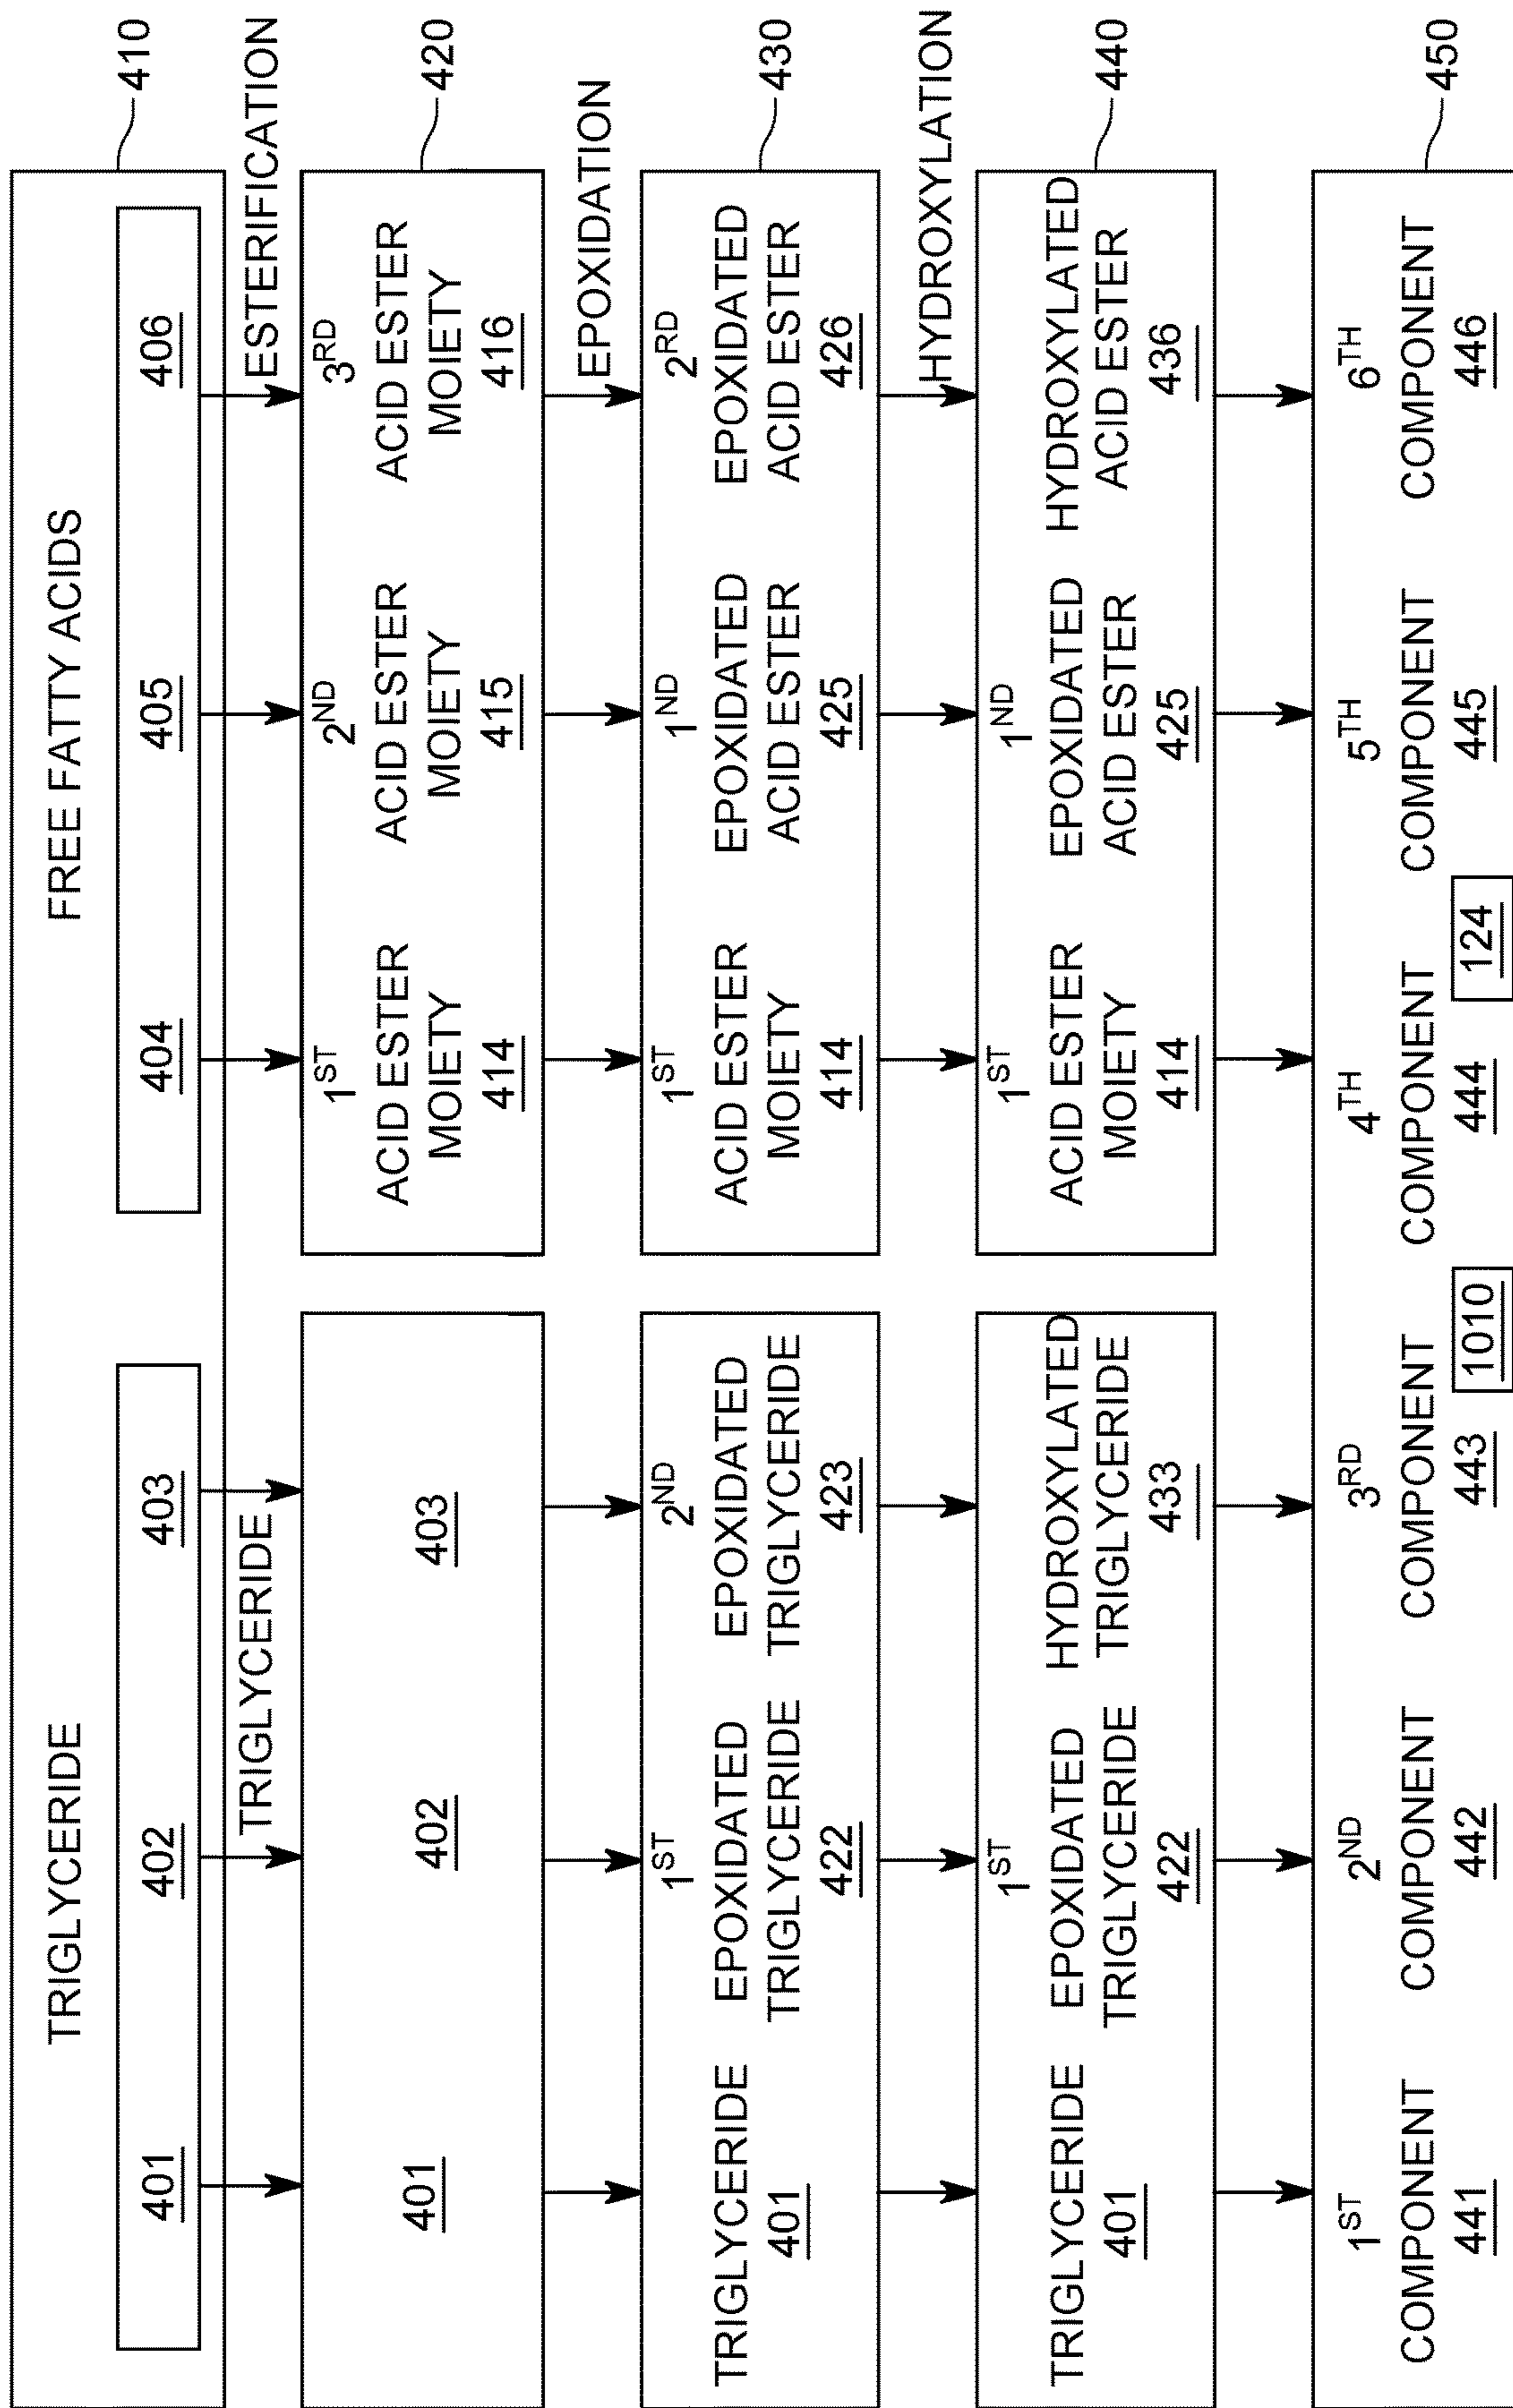 TRIGLYCERIDE
FREE FATTY ACIDS
401
402
403
404
405
406
410
TRIGLYCERIDE
ESTERIFICATION
401
402
403
1ST
ACID ESTER
MOIETY
414
2ND
ACID ESTER
MOIETY
415
3RD
ACID ESTER
MOIETY
416
420
EPOXIDATION
TRIGLYCERIDE
401
1ST
EPOXIDATED
TRIGLYCERIDE
422
2ND
EPOXIDATED
TRIGLYCERIDE
423
1ST
ACID ESTER
MOIETY
414
1ND
EPOXIDATED
ACID ESTER
425
2RD
EPOXIDATED
ACID ESTER
426
430
HYDROXYLATION
TRIGLYCERIDE
401
1ST
EPOXIDATED
TRIGLYCERIDE
422
HYDROXYLATED
TRIGLYCERIDE
433
1ST
ACID ESTER
MOIETY
414
1ND
EPOXIDATED
ACID ESTER
425
HYDROXYLATED
ACID ESTER
436
440
1ST
COMPONENT
441
2ND
COMPONENT
442
3RD
COMPONENT
443
1010
4TH
COMPONENT
444
124
5TH
COMPONENT
445
6TH
COMPONENT
446
450